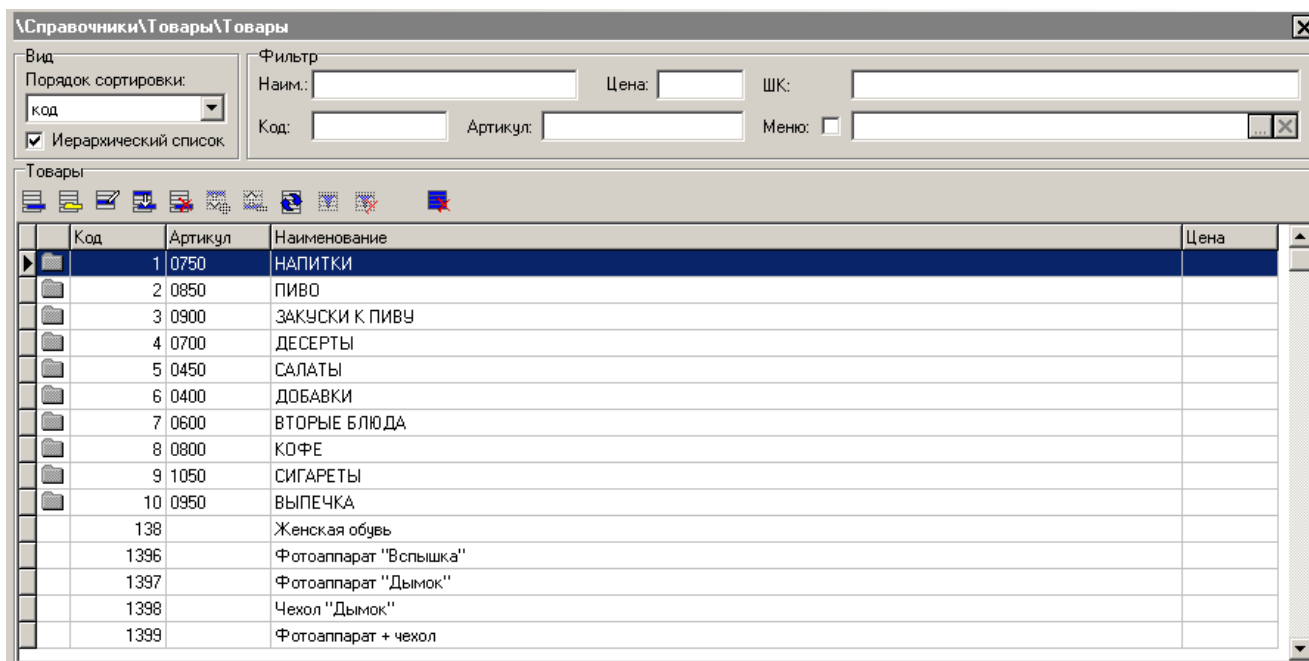 \Справочники\Товары\Товары
Вид
Фильтр
Порядок сортировки:
Наим.:
Цена:
ШК:
код
Код:
Артикул:
Меню:
...
Иерархический список
Товары
Код Артикул Наименование Цена
1 0750 НАПИТКИ
2 0850 ПИВО
3 0900 ЗАКУСКИ К ПИВУ
4 0700 ДЕСЕРТЫ
5 0450 САЛАТЫ
6 0400 ДОБАВКИ
7 0600 ВТОРЫЕ БЛЮДА
8 0800 КОФЕ
9 1050 СИГАРЕТЫ
10 0950 ВЫПЕЧКА
138 Женская обувь
1396 Фотоаппарат "Вспышка"
1397 Фотоаппарат "Дымок"
1398 Чехол "Дымок"
1399 Фотоаппарат + чехол